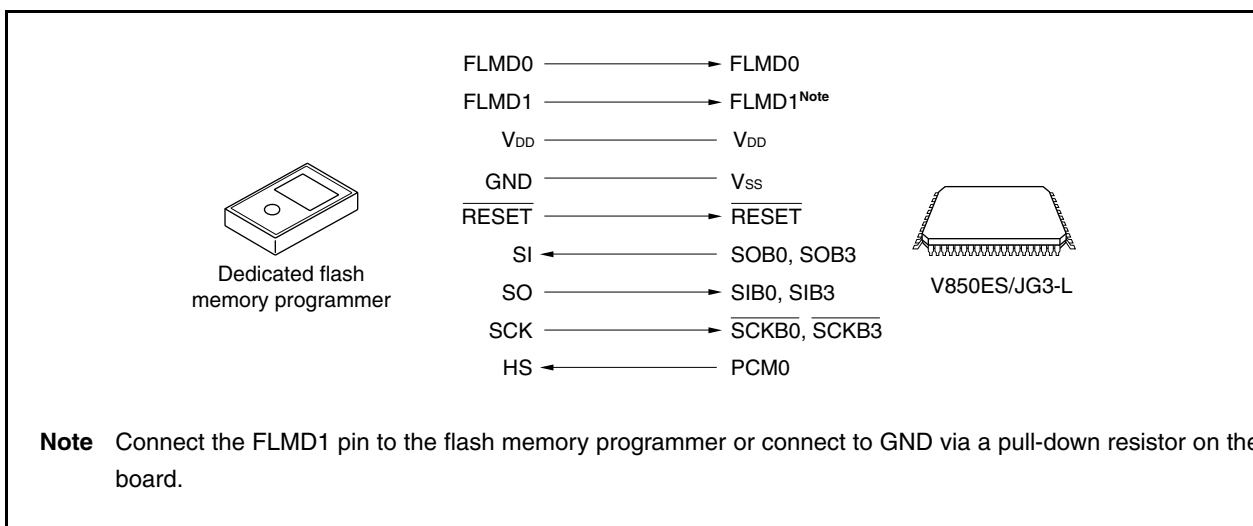 FLMD0 FLMD0
FLMD1 FLMD1Note
VDD VDD
GND VSS
RESET RESET
SI SOB0, SOB3
SO SIB0, SIB3
SCK SCKB0, SCKB3
HS PCM0
Dedicated flash
memory programmer
V850ES/JG3-L
Note Connect the FLMD1 pin to the flash memory programmer or connect to GND via a pull-down resistor on the
board.